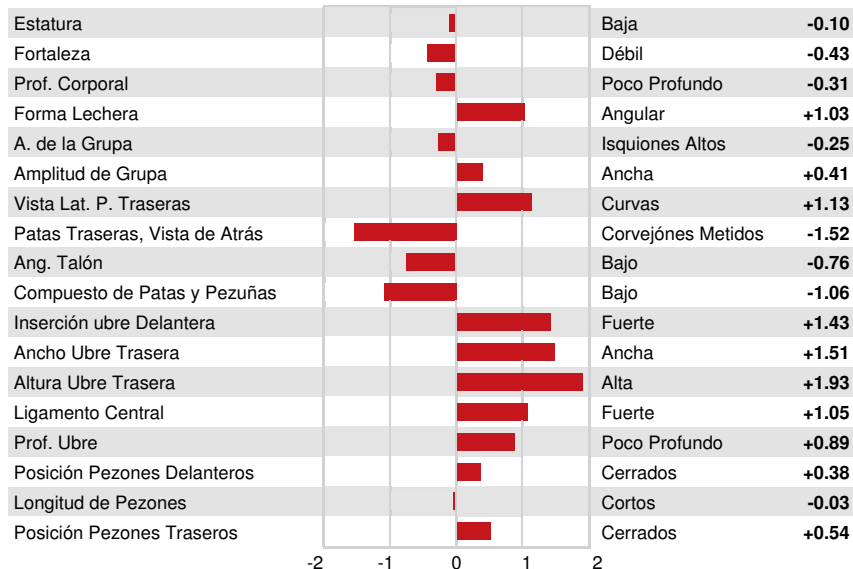 Estatura Baja -0.10
Fortaleza Débil -0.43
Prof. Corporal Poco Profundo -0.31
Forma Lechera Angular +1.03
A. de la Grupa Isquiones Altos -0.25
Amplitud de Grupa Ancha +0.41
Vista Lat. P. Traseras Curvas +1.13
Patas Traseras, Vista de Atrás Corvejónes Metidos -1.52
Ang. Talón Bajo -0.76
Compuesto de Patas y Pezuñas Bajo -1.06
Inserción ubre Delantera Fuerte +1.43
Ancho Ubre Trasera Ancha +1.51
Altura Ubre Trasera Alta +1.93
Ligamento Central Fuerte +1.05
Prof. Ubre Poco Profundo +0.89
Posición Pezones Delanteros Cerrados +0.38
Longitud de Pezones Cortos -0.03
Posición Pezones Traseros Cerrados +0.54
-2 -1 0 1 2